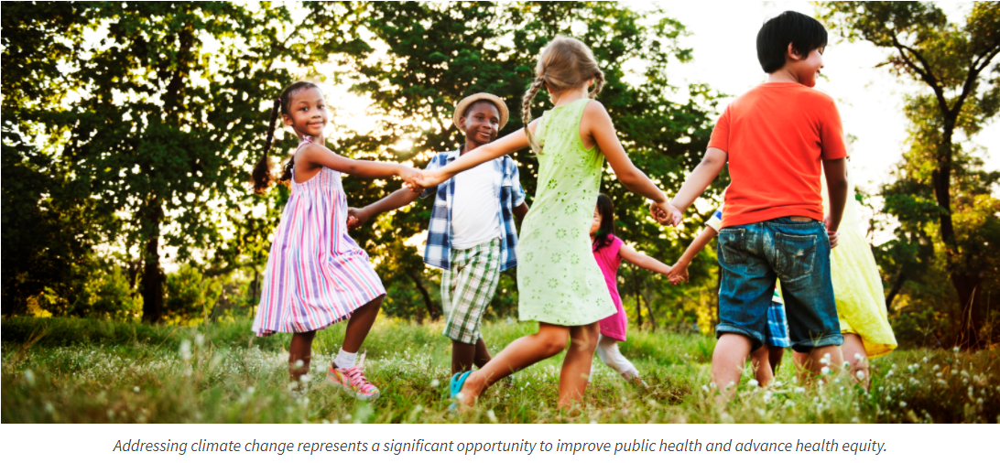 Addressing climate change represents a significant opportunity to improve public health and advance health equity.